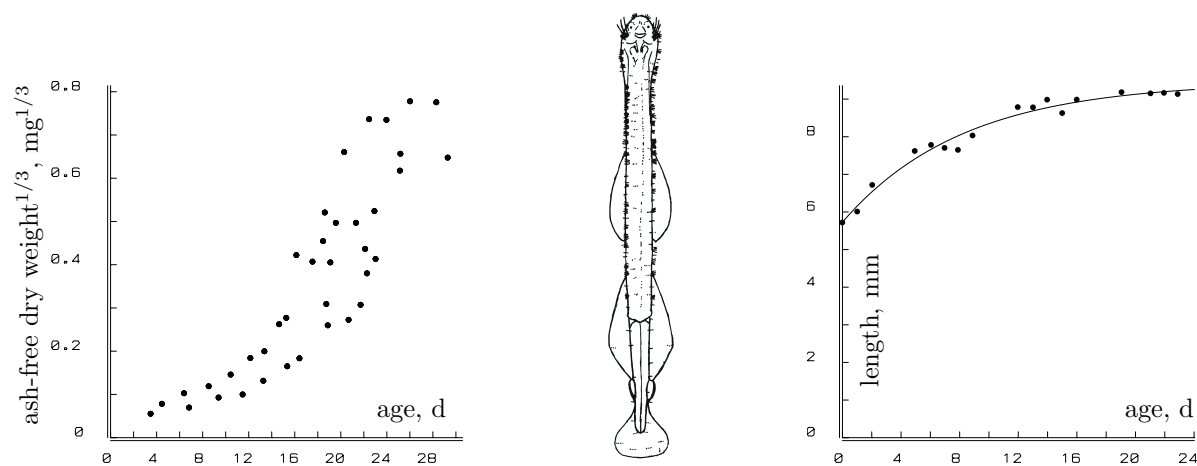 ash-free dry weight^1/3, mg^1/3
0.8
0.6
0.4
0.2
0
age, d
0 4 8 12 16 20 24 28
length, mm
8
6
4
2
0
age, d
0 4 8 12 16 20 24